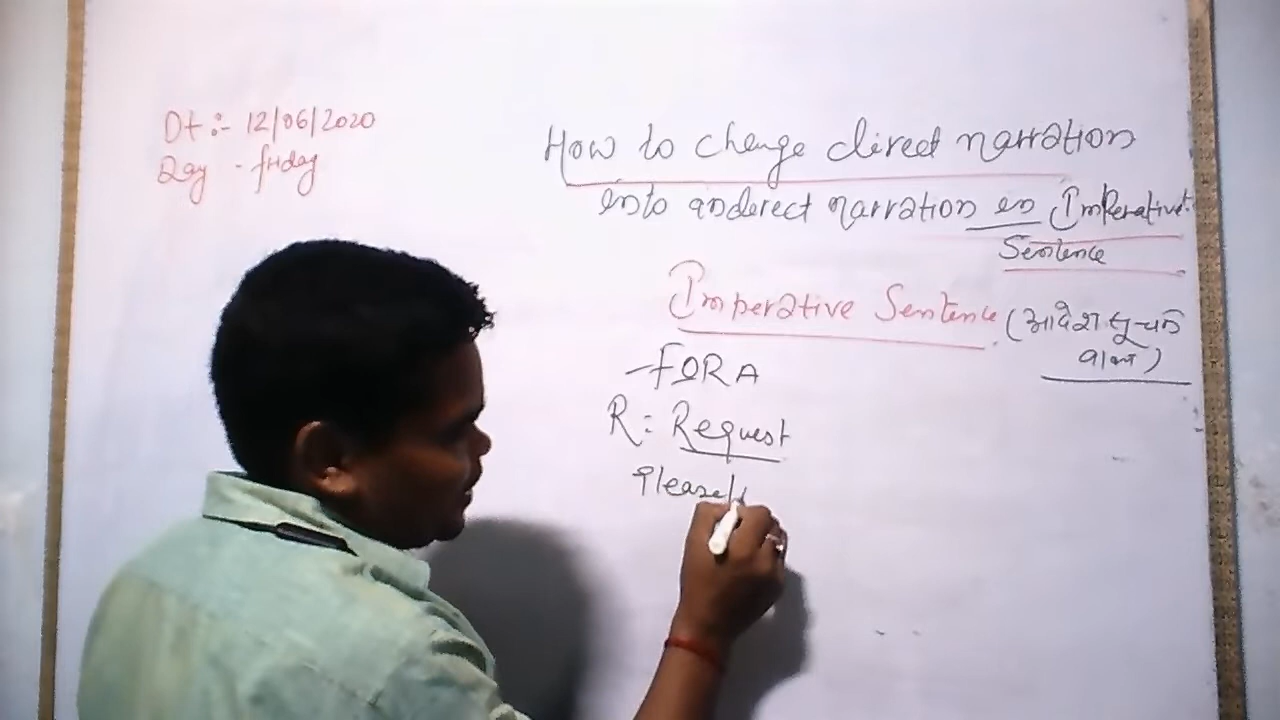 Dt :- 12/06/2020
Day - friday
How to change direct narration
into anderect narration in Imperative
Sentence
Imperative Sentence (आदेश सूचक
वाक्य)
FORA
R: Request
Please/